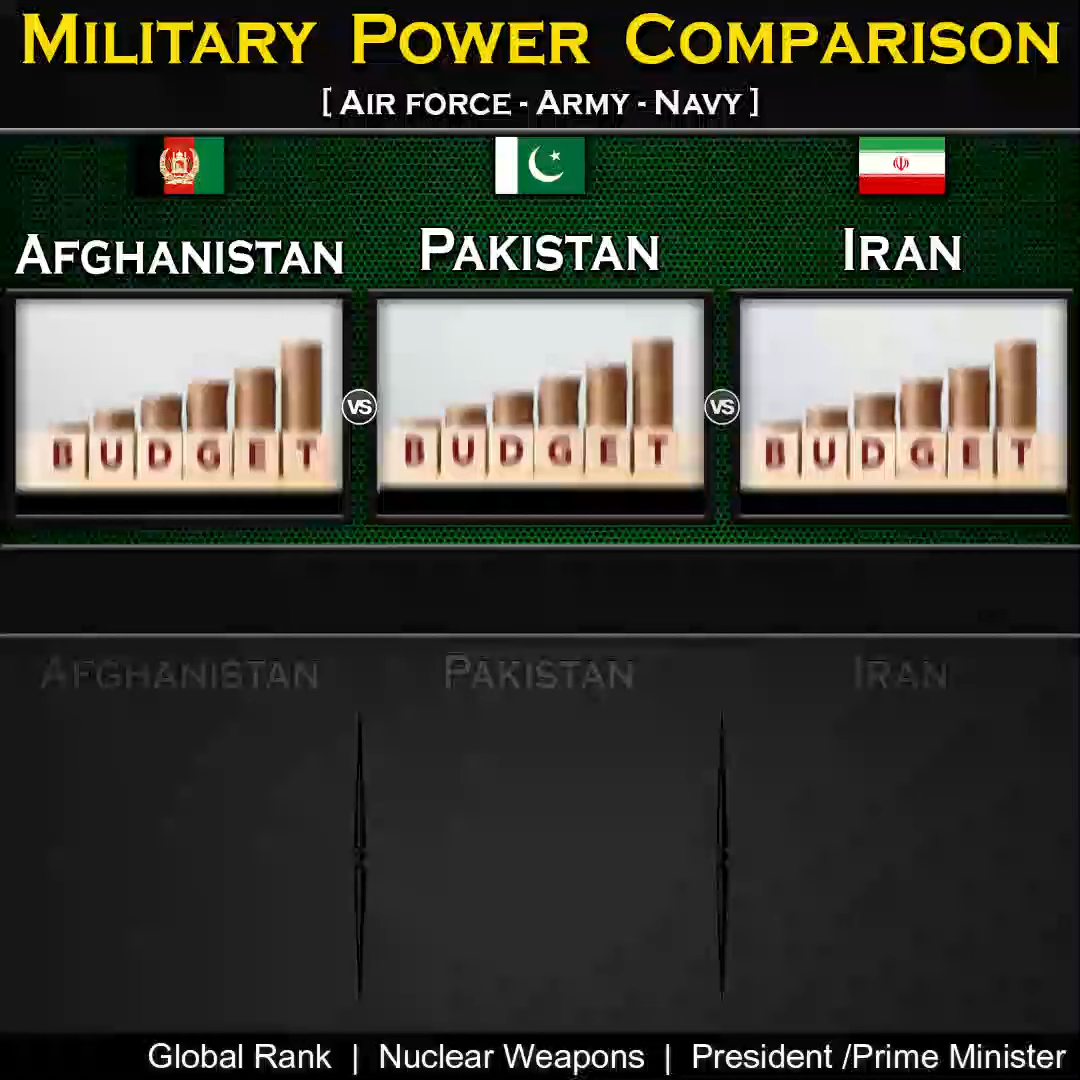 Military Power Comparison
[ Air force - Army - Navy ]
Afghanistan Pakistan Iran
BUDGET BUDGET BUDGET
VS VS
Afghanistan Pakistan Iran
Global Rank | Nuclear Weapons | President /Prime Minister